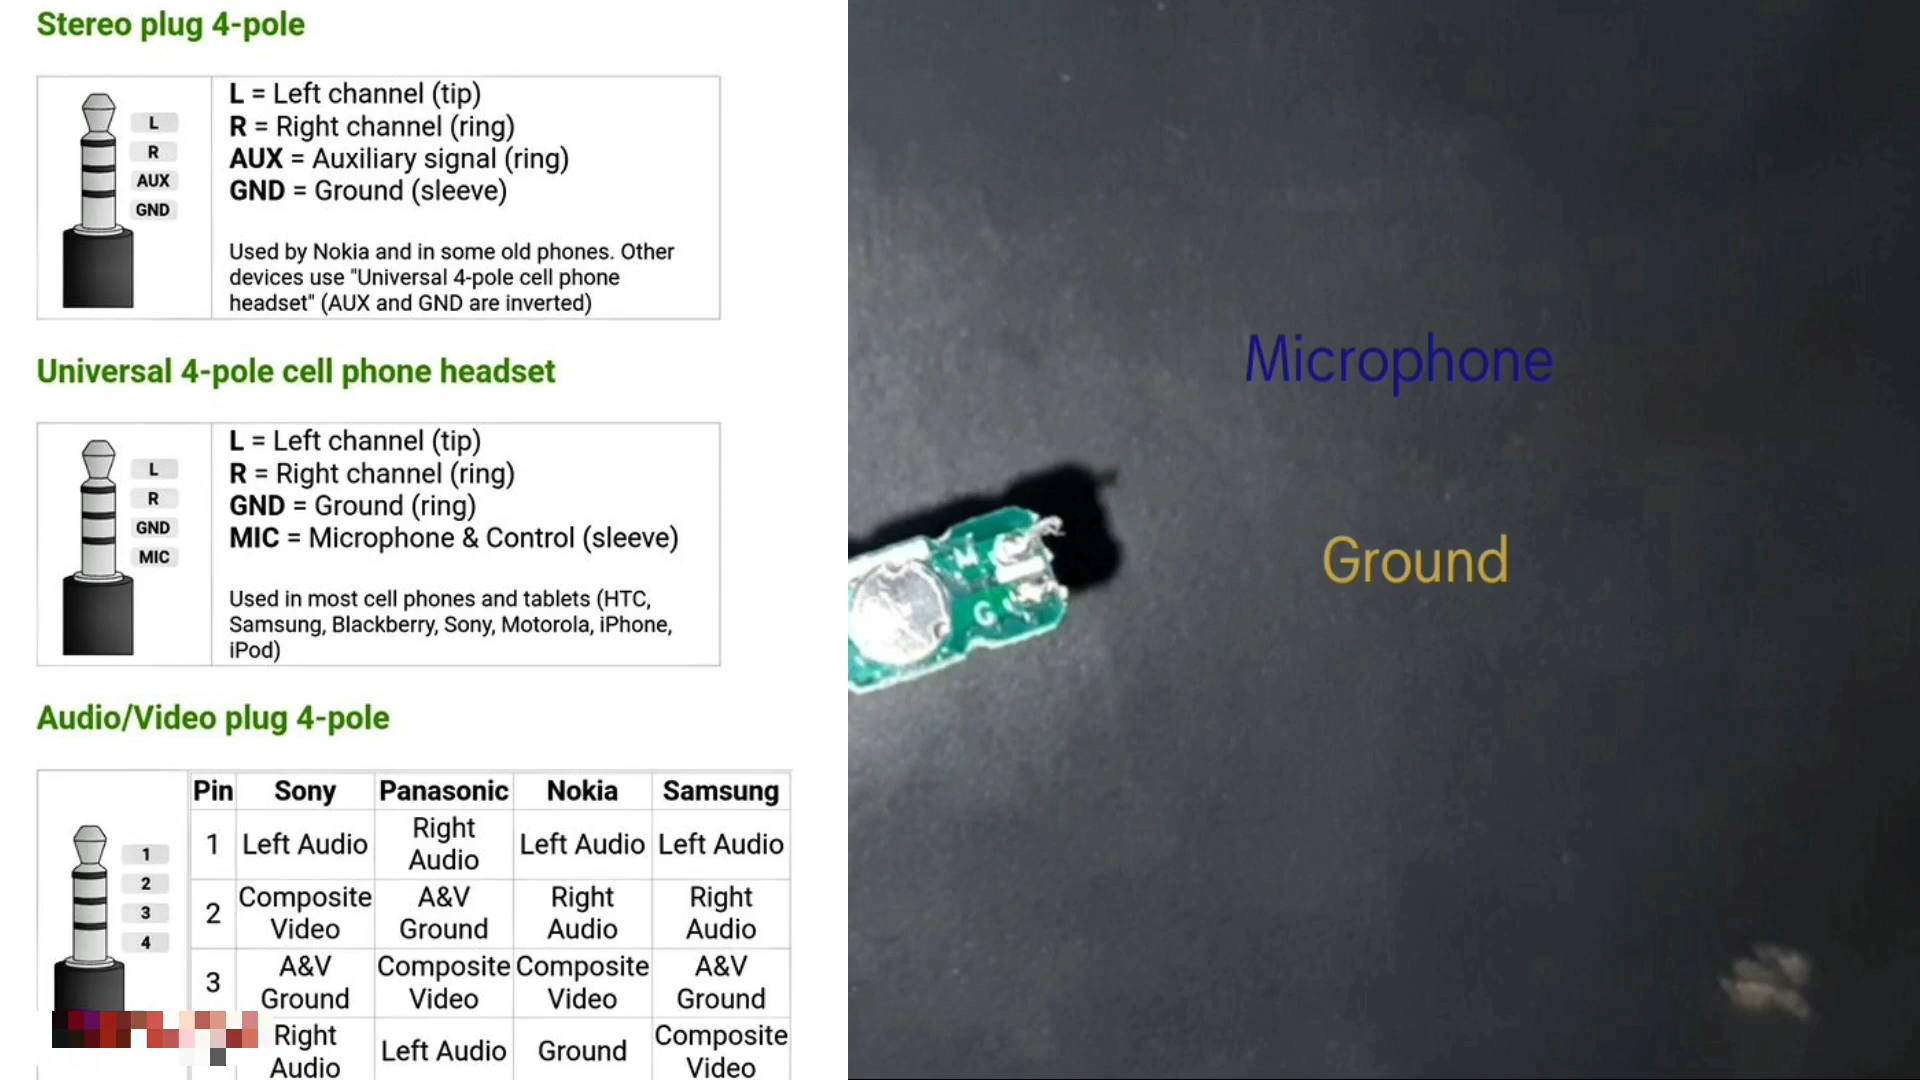 Stereo plug 4-pole
L
R
AUX
GND
L = Left channel (tip)
R = Right channel (ring)
AUX = Auxiliary signal (ring)
GND = Ground (sleeve)
Used by Nokia and in some old phones. Other
devices use "Universal 4-pole cell phone
headset" (AUX and GND are inverted)
Universal 4-pole cell phone headset
L
R
GND
MIC
L = Left channel (tip)
R = Right channel (ring)
GND = Ground (ring)
MIC = Microphone & Control (sleeve)
Used in most cell phones and tablets (HTC,
Samsung, Blackberry, Sony, Motorola, iPhone,
iPod)
Audio/Video plug 4-pole
1
2
3
4
Pin Sony Panasonic Nokia Samsung
1 Left Audio Right Audio Left Audio Left Audio
2 Composite Video A&V Ground Right Audio Right Audio
3 A&V Ground Composite Video Composite Video A&V Ground
Right Audio Left Audio Ground Composite Video
Microphone
Ground
M
G